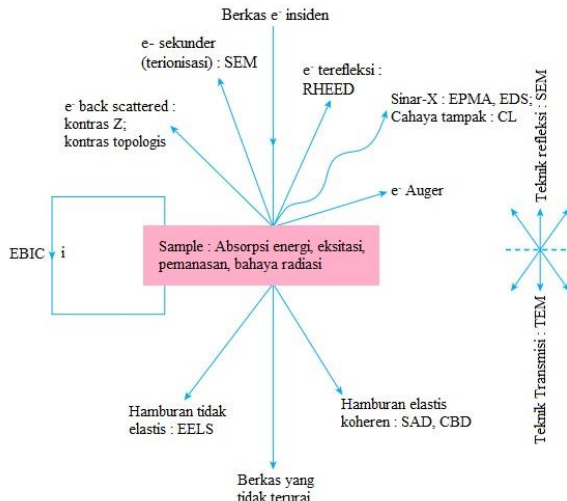 Berkas e- insiden
e- sekunder
(terionisasi) : SEM
e- terefleksi :
RHEED
Sinar-X : EPMA, EDS;
Cahaya tampak : CL
e- back scattered :
kontras Z;
kontras topologis
e- Auger
Teknik refleksi : SEM
EBIC
i
Sample : Absorpsi energi, eksitasi,
pemanasan, bahaya radiasi
Teknik Transmisi : TEM
Hamburan tidak
elastis : EELS
Hamburan elastis
koheren : SAD, CBD
Berkas yang
tidak terurai